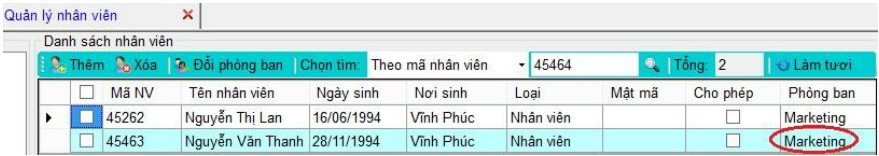 Quản lý nhân viên
Danh sách nhân viên
Thêm Xóa Đổi phòng ban Chọn tìm: Theo mã nhân viên 45464 Tổng: 2 Làm tươi
Mã NV Tên nhân viên Ngày sinh Nơi sinh Loại Mật mã Cho phép Phòng ban
45262 Nguyễn Thị Lan 16/06/1994 Vĩnh Phúc Nhân viên Marketing
45463 Nguyễn Văn Thanh 28/11/1994 Vĩnh Phúc Nhân viên Marketing